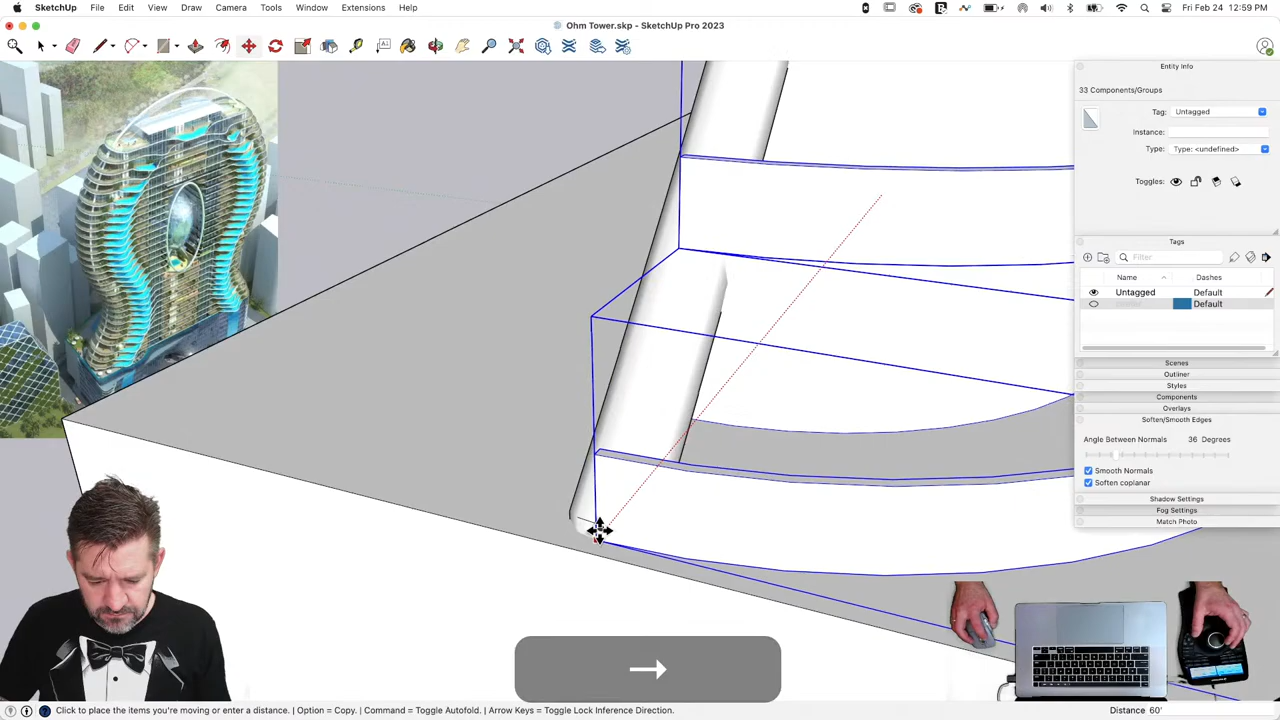 SketchUp File Edit View Draw Camera Tools Window Extensions Help Fri Feb 24 12:59 PM
Ohm Tower.skp - SketchUp Pro 2023
Entity Info
33 Components/Groups
Tag: Untagged
Instance:
Type: Type: <undefined>
Toggles:
Tags
Filter
Name Dashes
Untagged Default
Default
Scenes
Outliner
Styles
Components
Overlays
Soften/Smooth Edges
Angle Between Normals 36 Degrees
Smooth Normals
Soften coplanar
Shadow Settings
Fog Settings
Match Photo
→
Click to place the items you're moving or enter a distance. | Option = Copy. | Command = Toggle Autofold. | Arrow Keys = Toggle Lock Inference Direction. Distance 60'